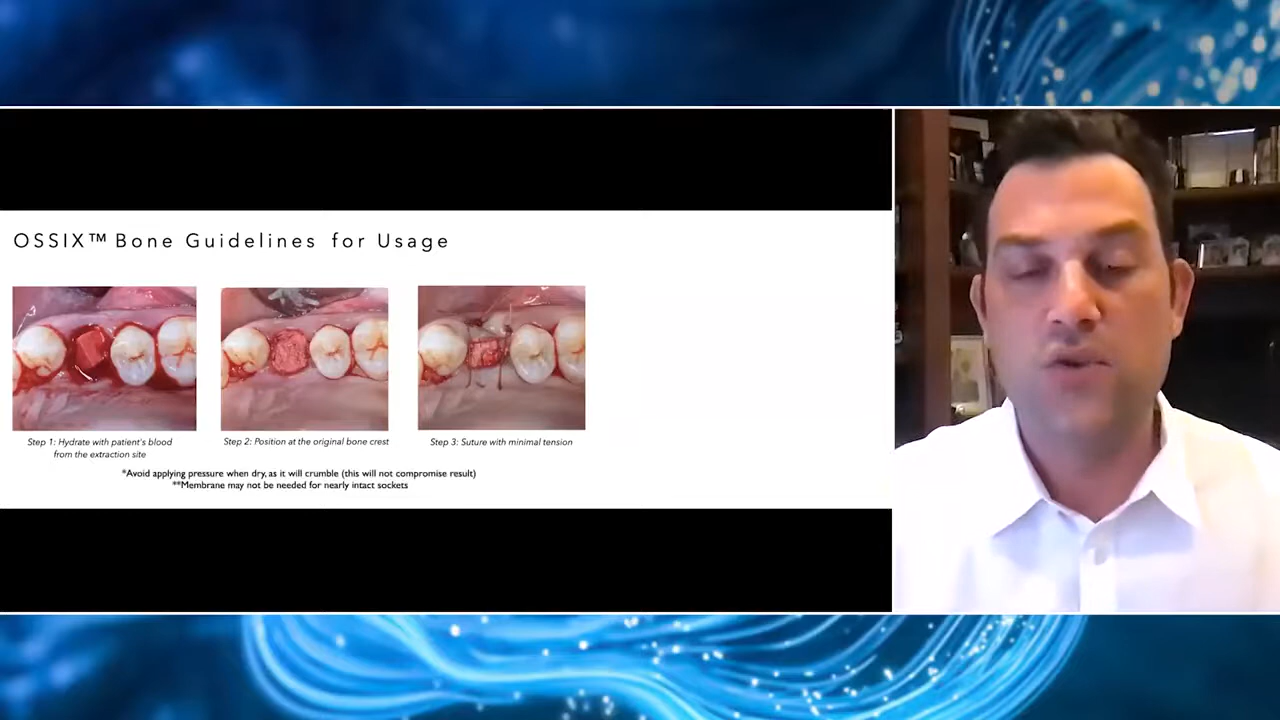 OSSIX™ Bone Guidelines for Usage
Step 1: Hydrate with patient's blood
from the extraction site
Step 2: Position at the original bone crest
Step 3: Suture with minimal tension
*Avoid applying pressure when dry, as it will crumble (this will not compromise result)
**Membrane may not be needed for nearly intact sockets